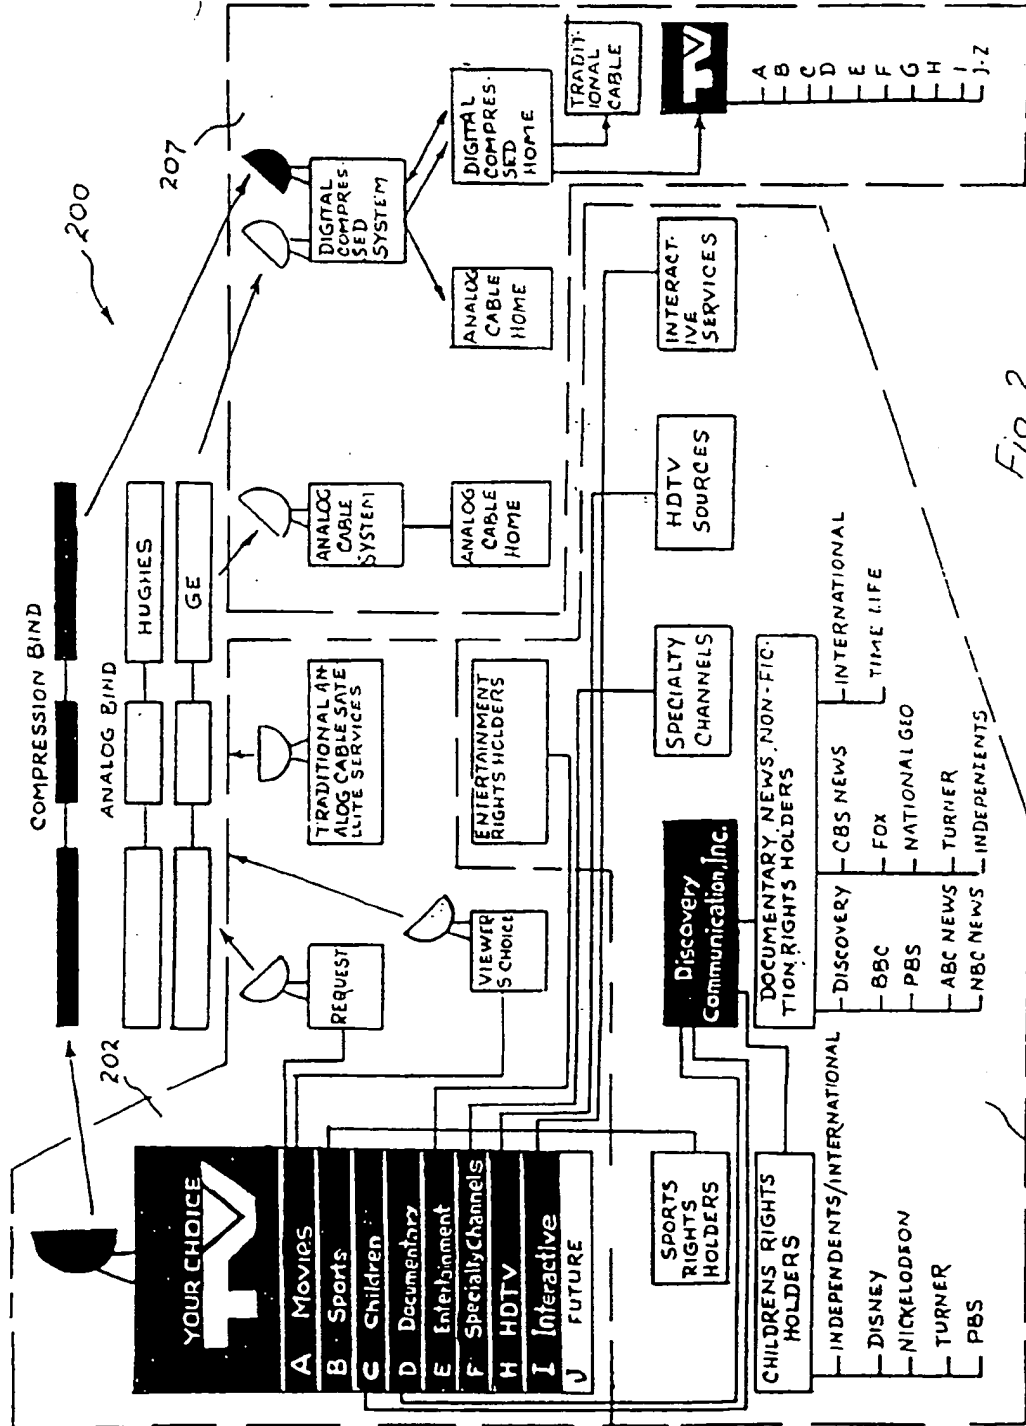 200
COMPRESSION BIND
ANALOG BIND
HUGHES
GE
202
207
YOUR CHOICE
TV
A Movies
B Sports
C Children
D Documentary
E Entertainment
F Specialty Channels
H HDTV
I Interactive
J FUTURE
REQUEST
VIEWER
S CHOICE
TRADITIONAL AN-
ALOG CABLE SATE
LLITE SERVICES
ENTERTAINMENT
RIGHTS HOLDERS
ANALOG
CABLE
SYSTEM
ANALOG
CABLE
HOME
DIGITAL
COMPRES-
SED
SYSTEM
ANALOG
CABLE
HOME
DIGITAL
COMPRES-
SED
HOME
TRADIT-
IONAL
CABLE
TV
A
B
C
D
E
F
G
H
I
J-Z
SPORTS
RIGHTS
HOLDERS
Discovery
Communication, Inc.
SPECIALTY
CHANNELS
HDTV
SOURCES
INTERACT-
IVE
SERVICES
CHILDRENS RIGHTS
HOLDERS
INDEPENDENTS/INTERNATIONAL
DISNEY
NICKELODEON
TURNER
PBS
DOCUMENTARY, NEWS, NON-FIC-
TION, RIGHTS HOLDERS
DISCOVERY
BBC
PBS
ABC NEWS
NBC NEWS
CBS NEWS
FOX
NATIONAL GEO
TURNER
INDEPENIENTS
INTERNATIONAL
TIME LIFE
Fig. 2